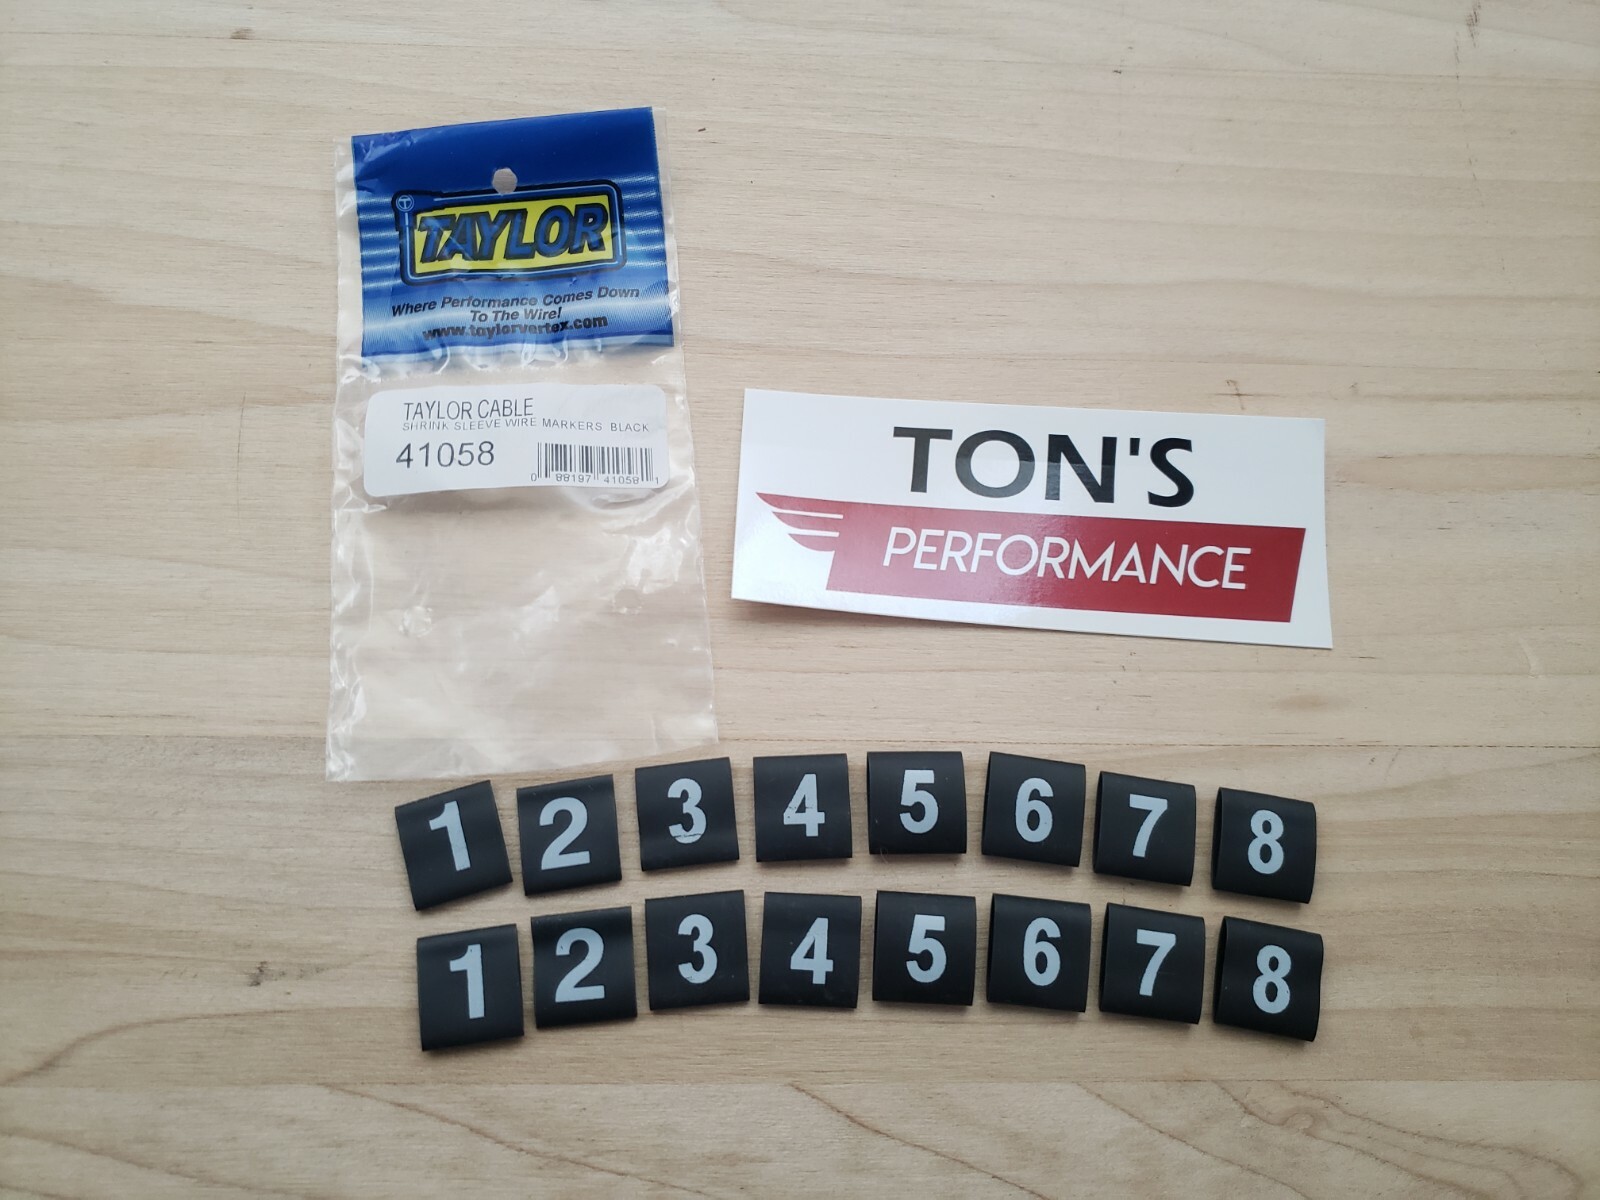 TAYLOR
Where Performance Comes Down
To The Wire!
www.taylorvertex.com
TAYLOR CABLE
SHRINK SLEEVE WIRE MARKERS BLACK
41058
0 88197 41058 1
TON'S
PERFORMANCE
1 2 3 4 5 6 7 8
1 2 3 4 5 6 7 8